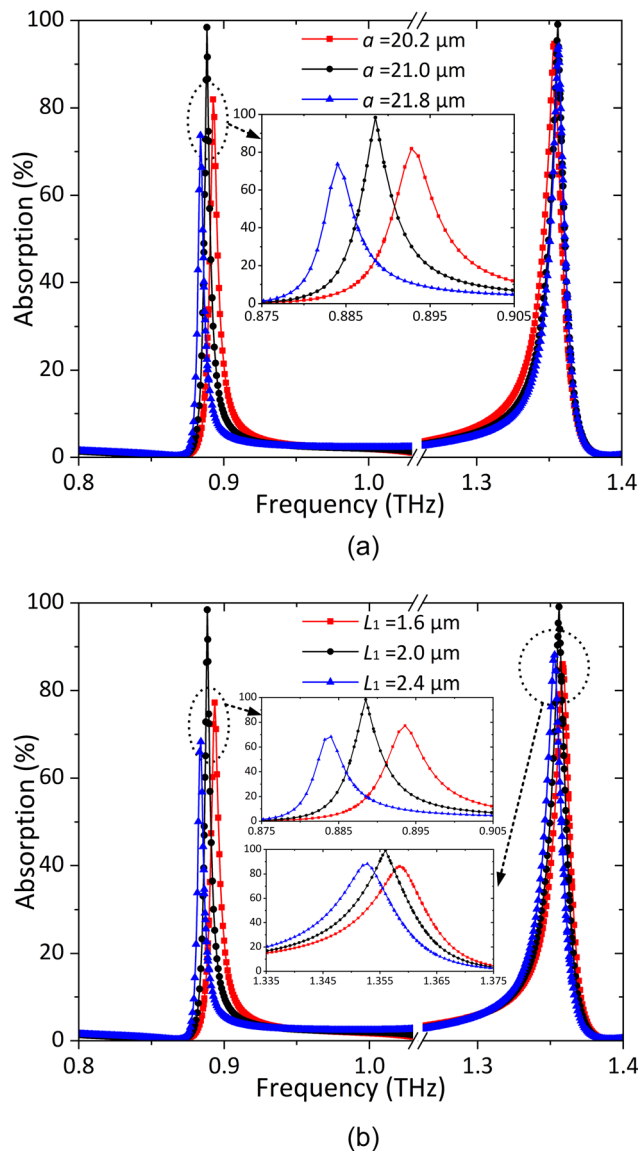 a =20.2 μm
a =21.0 μm
a =21.8 μm
100
80
60
40
20
0
Absorption (%)
100
80
60
40
20
0
0.875 0.885 0.895 0.905
0.8 0.9 1.0 1.3 1.4
Frequency (THz)
(a)
L1 =1.6 μm
L1 =2.0 μm
L1 =2.4 μm
100
80
60
40
20
0
Absorption (%)
100
80
60
40
20
0
0.875 0.885 0.895 0.905
100
80
60
40
20
0
1.335 1.345 1.355 1.365 1.375
0.8 0.9 1.0 1.3 1.4
Frequency (THz)
(b)